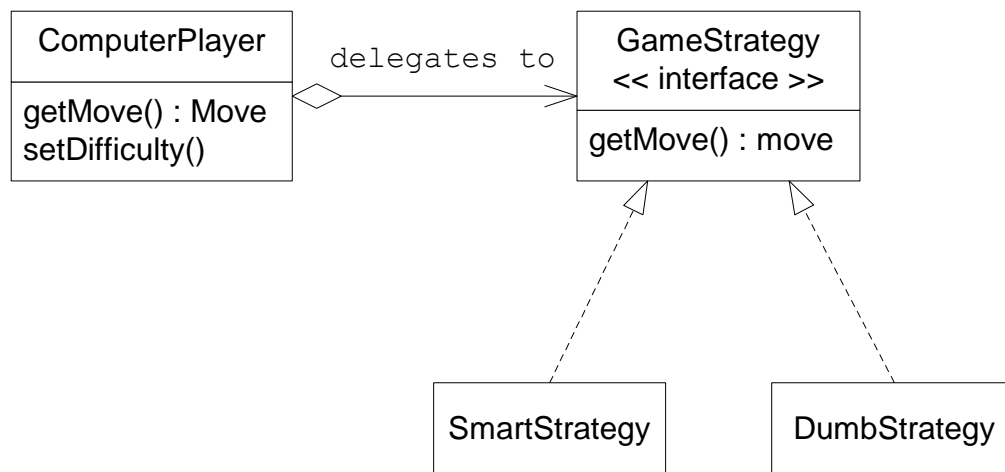 ComputerPlayer
getMove() : Move
setDifficulty()
delegates to
GameStrategy
<< interface >>
getMove() : move
SmartStrategy
DumbStrategy